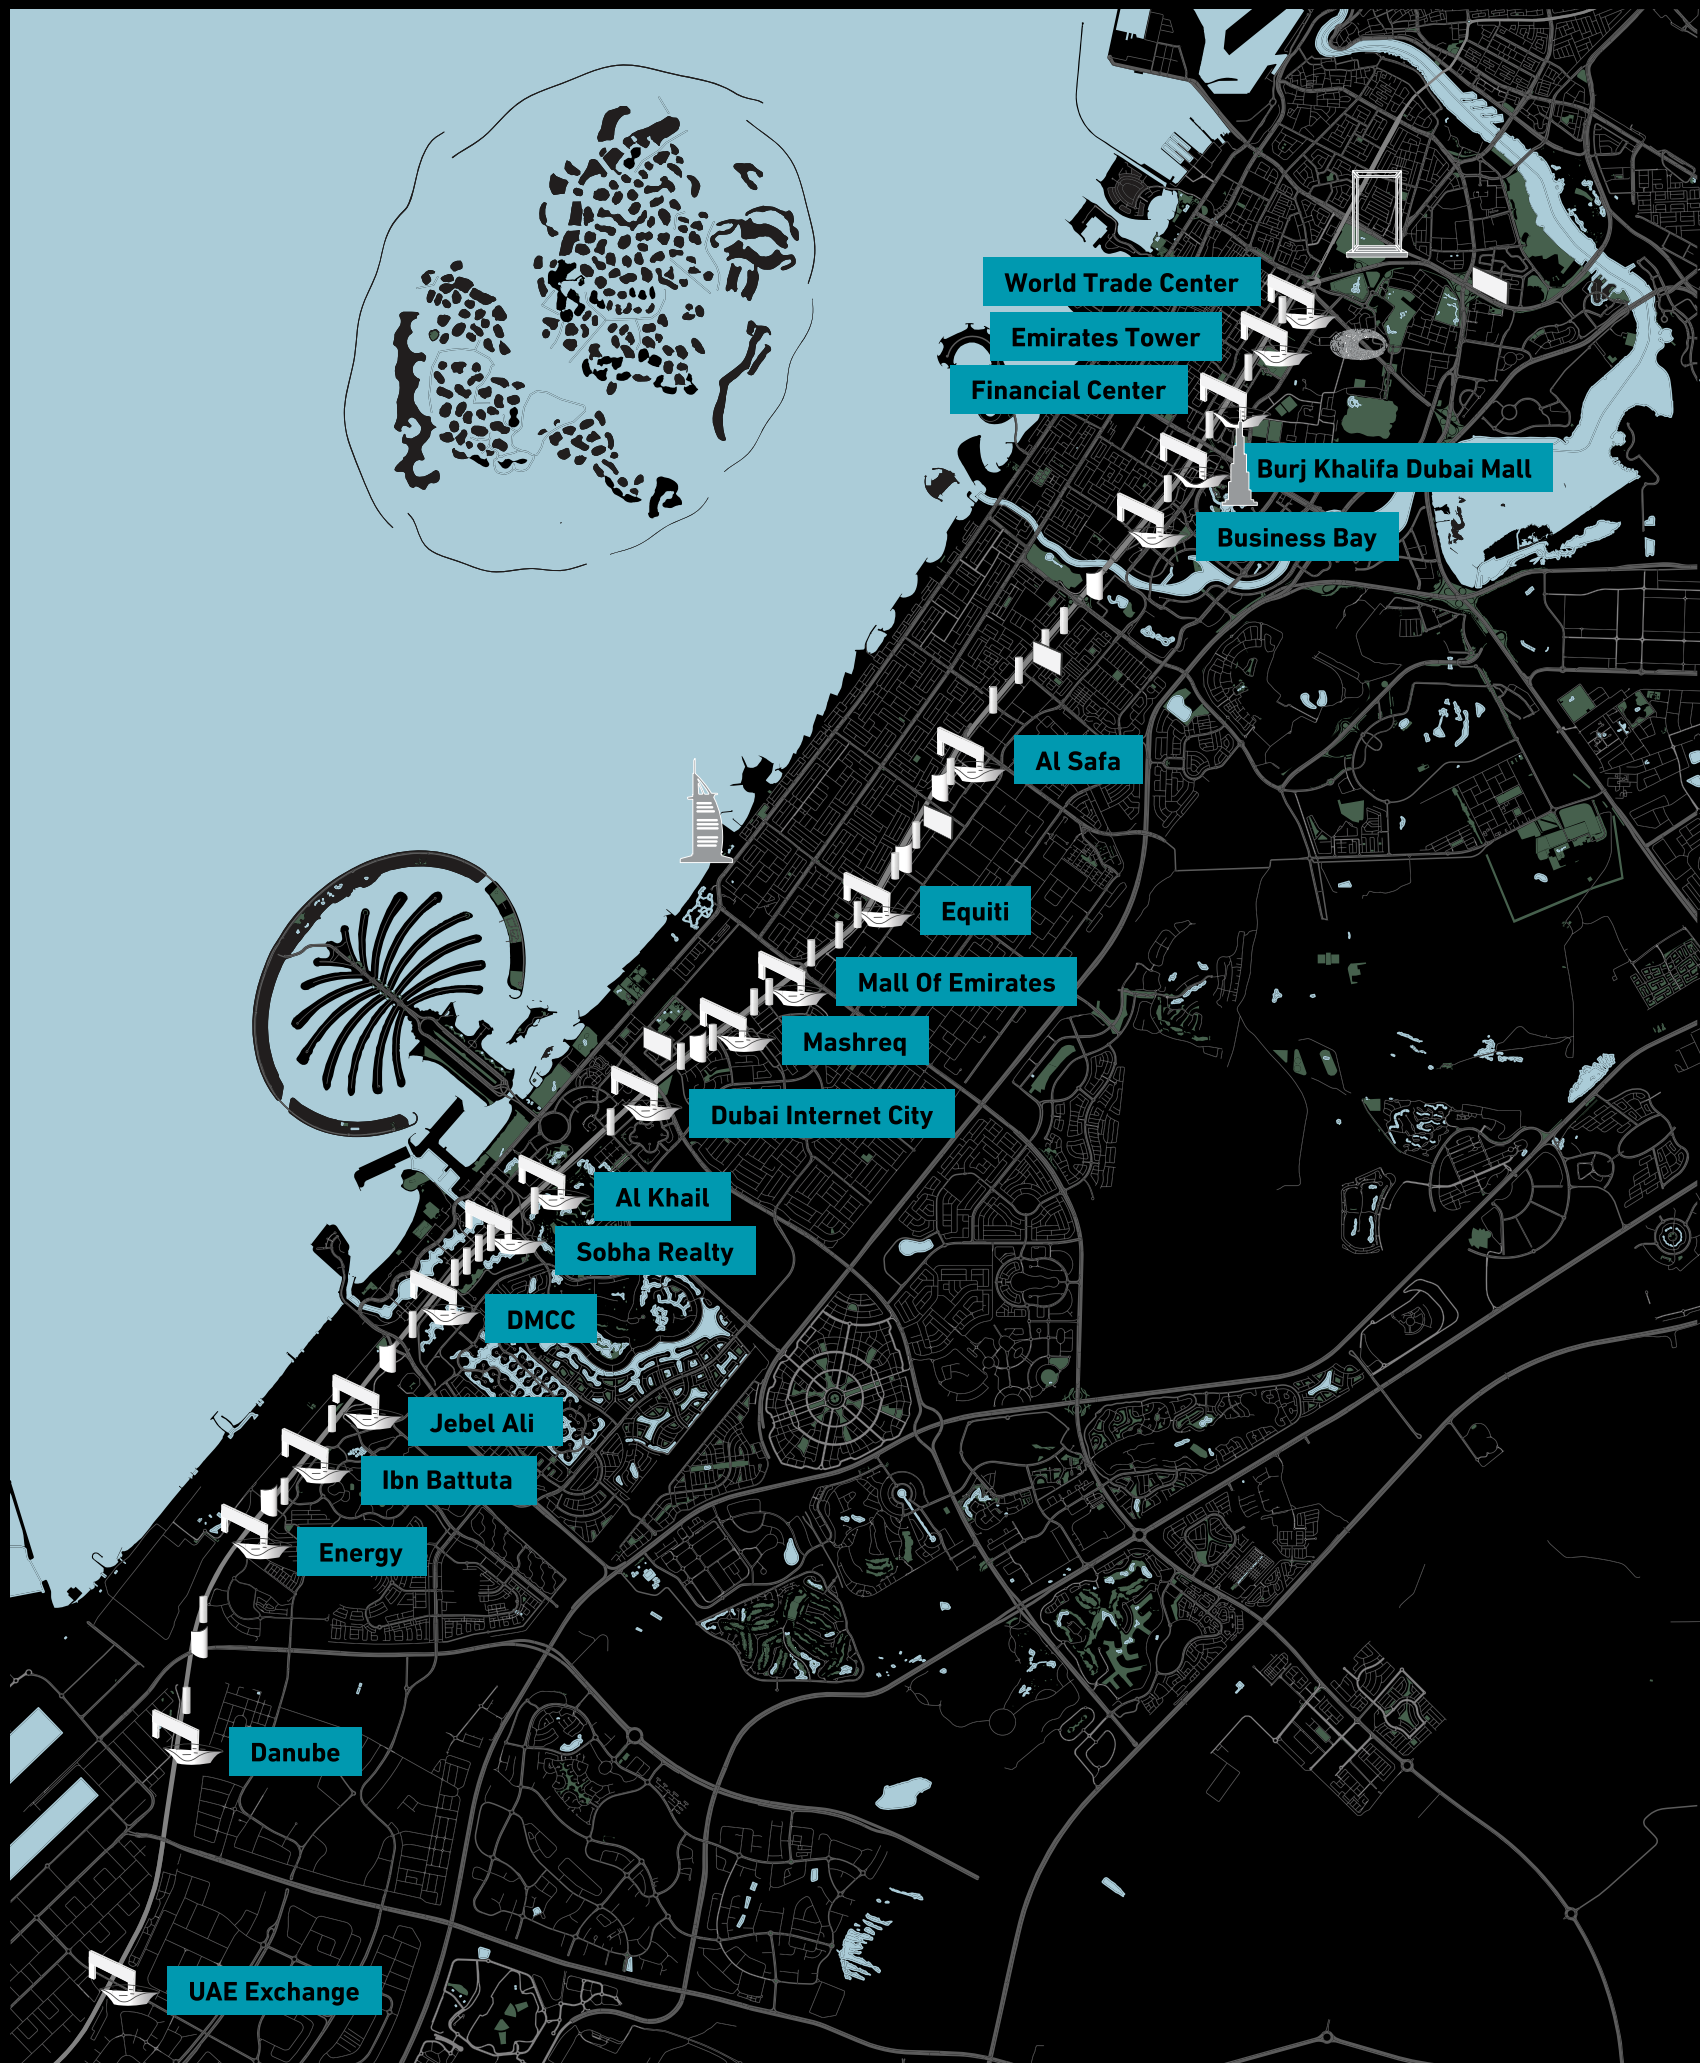 World Trade Center
Emirates Tower
Financial Center
Burj Khalifa Dubai Mall
Business Bay
Al Safa
Equiti
Mall Of Emirates
Mashreq
Dubai Internet City
Al Khail
Sobha Realty
DMCC
Jebel Ali
Ibn Battuta
Energy
Danube
UAE Exchange